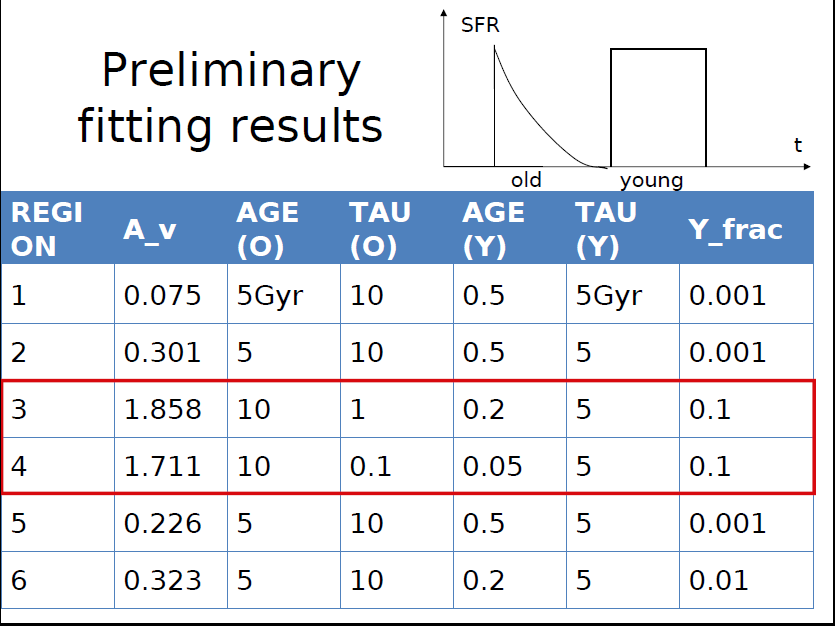 Preliminary
fitting results
SFR
t
old young
REGI
ON A_v AGE
(O) TAU
(O) AGE
(Y) TAU
(Y) Y_frac
1 0.075 5Gyr 10 0.5 5Gyr 0.001
2 0.301 5 10 0.5 5 0.001
3 1.858 10 1 0.2 5 0.1
4 1.711 10 0.1 0.05 5 0.1
5 0.226 5 10 0.5 5 0.001
6 0.323 5 10 0.2 5 0.01